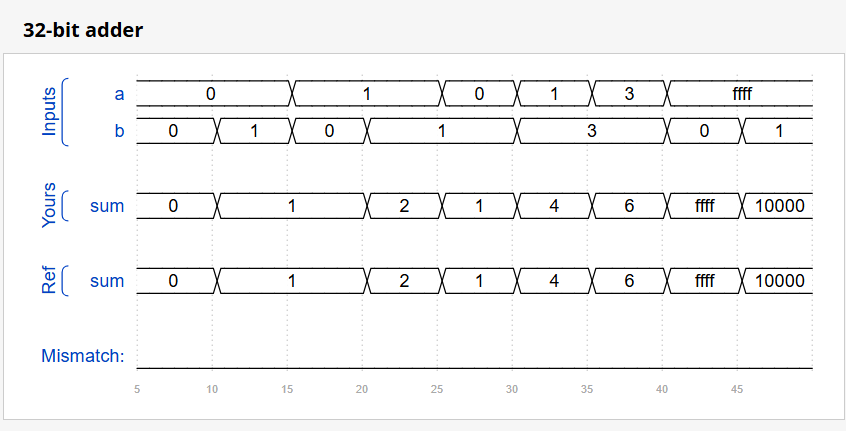 32-bit adder
Inputs
a 0 1 0 1 3 ffff
b 0 1 0 1 3 0 1
Yours
sum 0 1 2 1 4 6 ffff 10000
Ref
sum 0 1 2 1 4 6 ffff 10000
Mismatch:
5 10 15 20 25 30 35 40 45